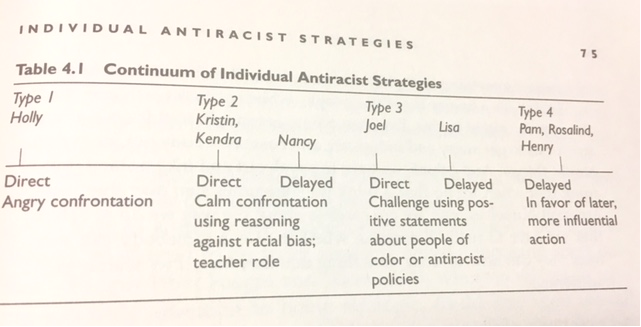 INDIVIDUAL ANTIRACIST STRATEGIES
75
Table 4.1 Continuum of Individual Antiracist Strategies
Type 1
Holly
Type 2
Kristin,
Kendra
Nancy
Type 3
Joel
Lisa
Type 4
Pam, Rosalind,
Henry
Direct
Angry confrontation
Direct
Delayed
Calm confrontation
using reasoning
against racial bias;
teacher role
Direct
Delayed
Challenge using pos-
itive statements
about people of
color or antiracist
policies
Delayed
In favor of later,
more influential
action